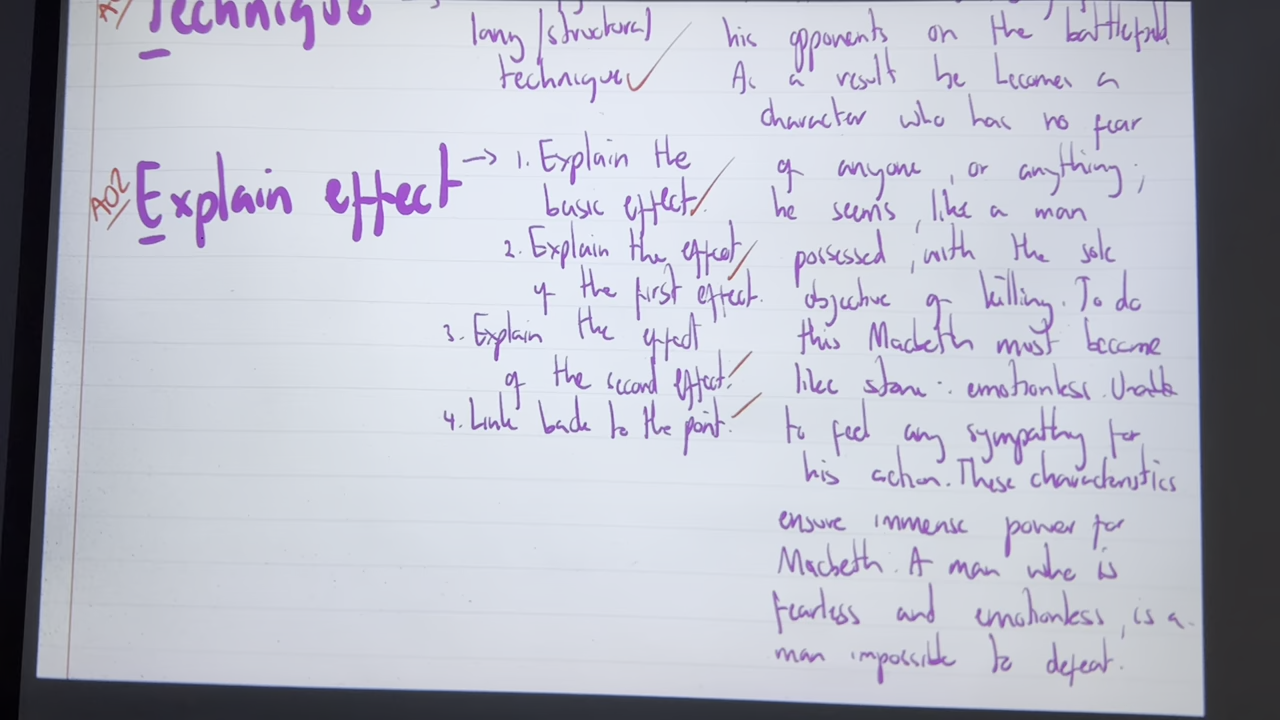 Technique
lang/structural
technique
AO2
Explain effect → 1. Explain the
basic effect.
2. Explain the effect
of the first effect.
3. Explain the effect
of the second effect.
4. Link back to the point.
his opponents on the battlefield.
As a result he becomes a
character who has no fear
of anyone, or anything;
he seems, like a man
possessed, with the sole
objective of killing. To do
this Macbeth must become
like stone: emotionless. Unable
to feel any sympathy for
his action. These characteristics
ensure immense power for
Macbeth. A man who is
fearless and emotionless, is a
man impossible to defeat.